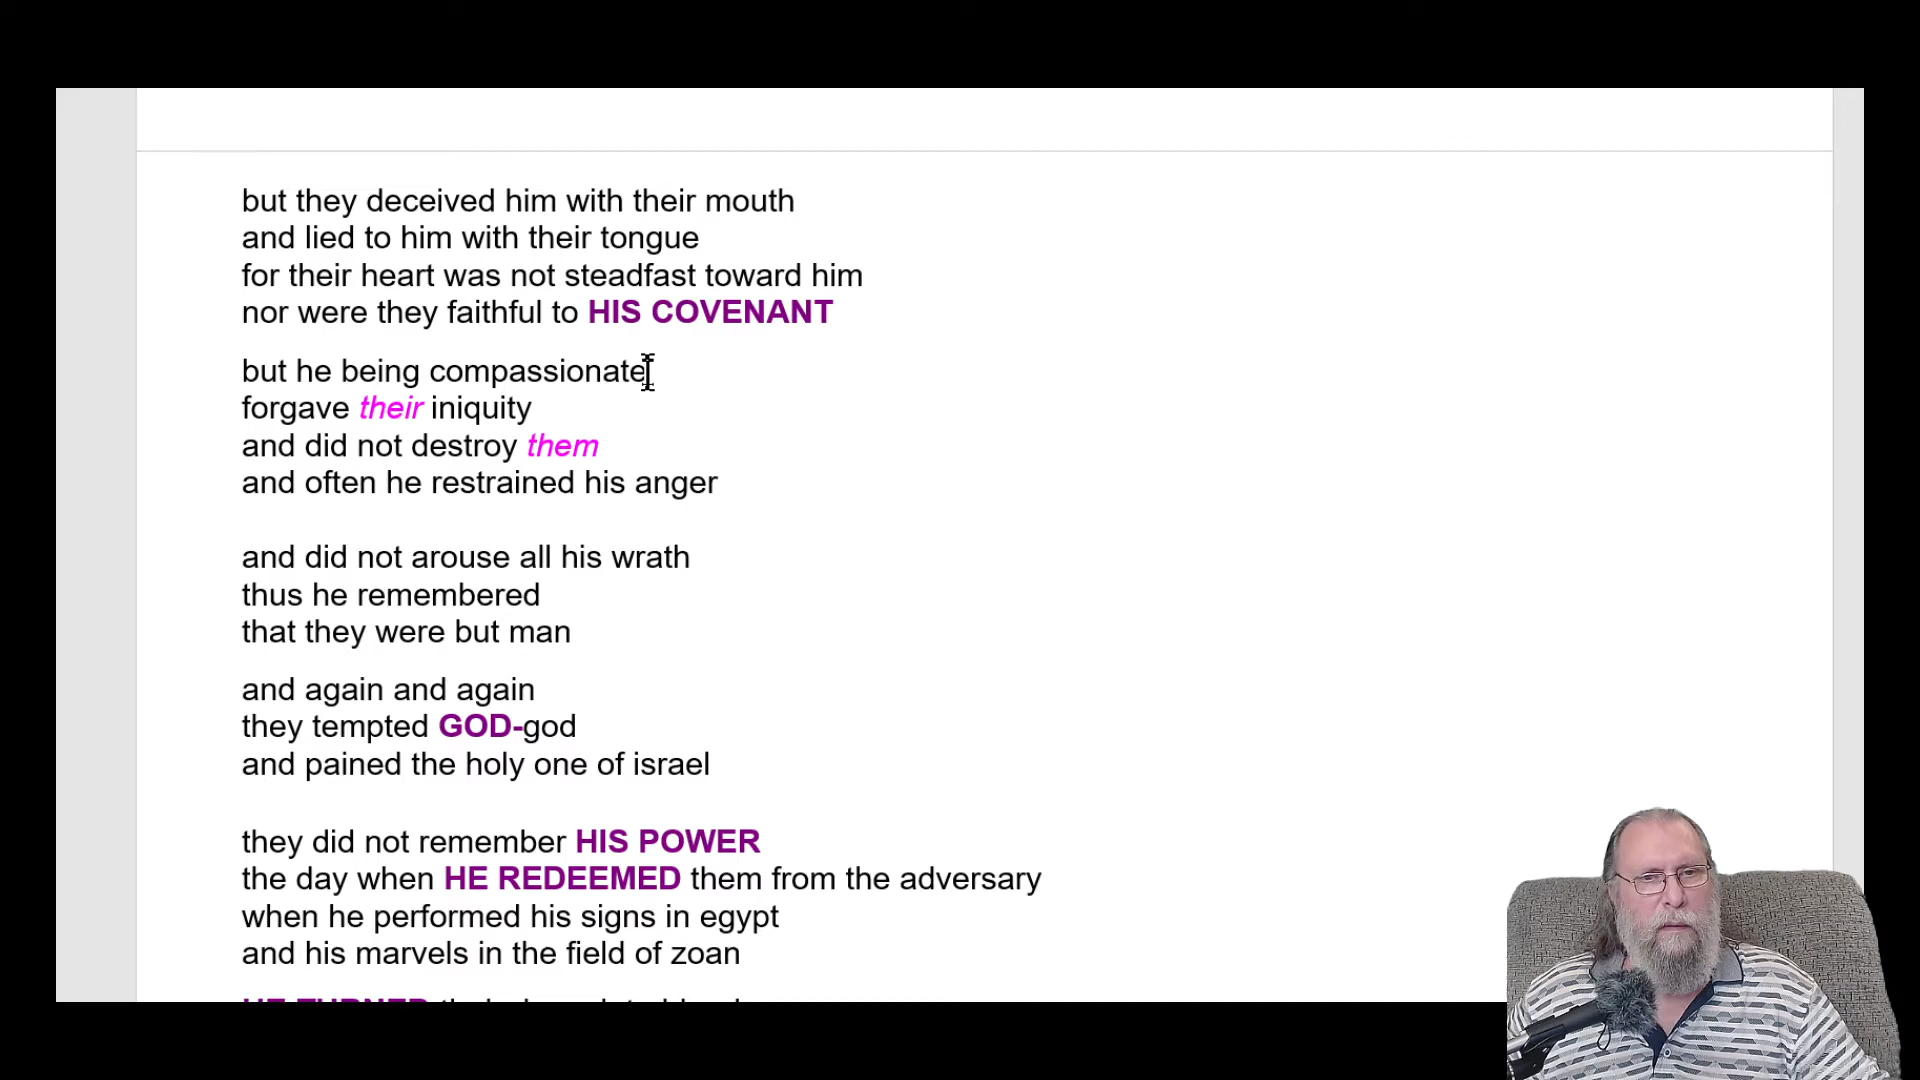 but they deceived him with their mouth
and lied to him with their tongue
for their heart was not steadfast toward him
nor were they faithful to HIS COVENANT
but he being compassionate
forgave their iniquity
and did not destroy them
and often he restrained his anger
and did not arouse all his wrath
thus he remembered
that they were but man
and again and again
they tempted GOD-god
and pained the holy one of israel
they did not remember HIS POWER
the day when HE REDEEMED them from the adversary
when he performed his signs in egypt
and his marvels in the field of zoan
HE TURNED